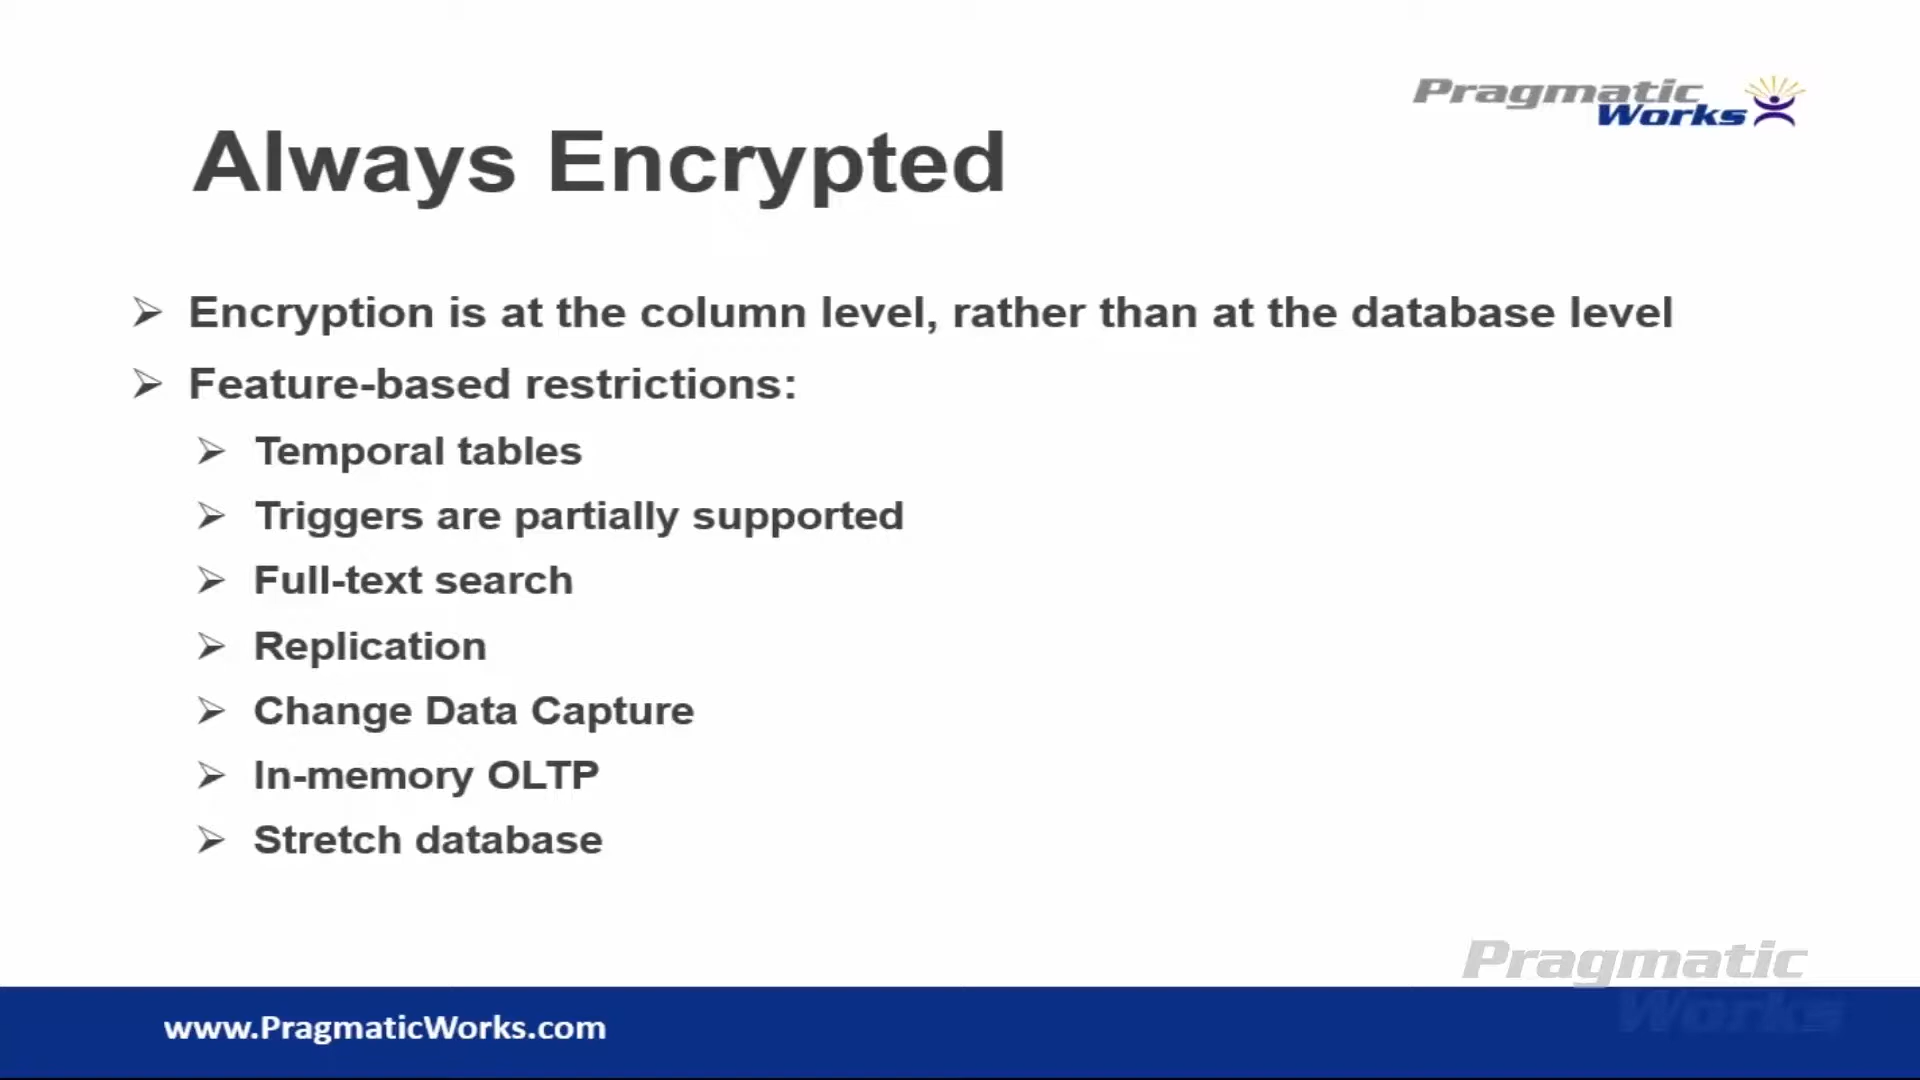 Pragmatic
Works
Always Encrypted
Encryption is at the column level, rather than at the database level
Feature-based restrictions:
Temporal tables
Triggers are partially supported
Full-text search
Replication
Change Data Capture
In-memory OLTP
Stretch database
Pragmatic
Works
www.PragmaticWorks.com